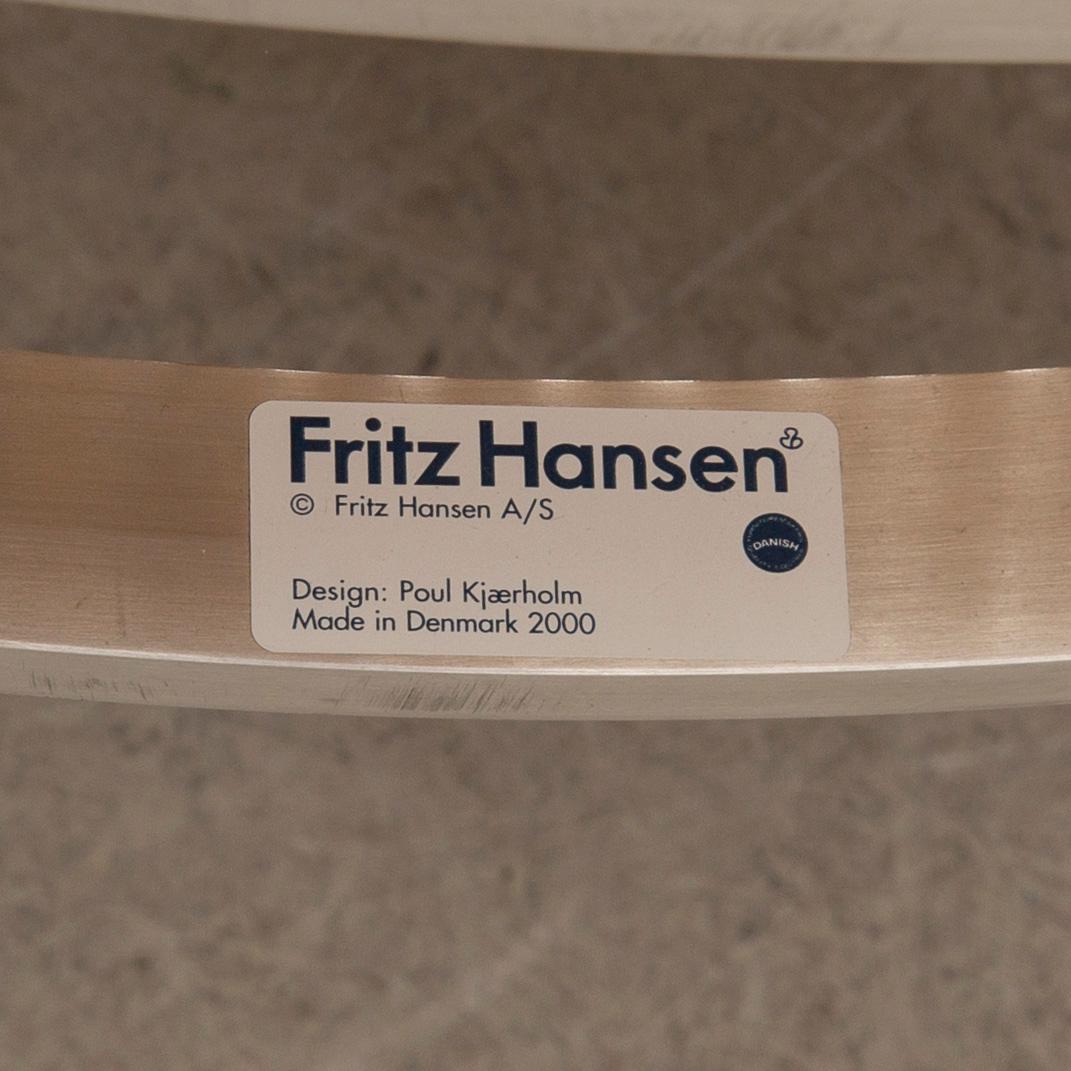 Fritz Hansen
© Fritz Hansen A/S
DANISH
Design: Poul Kjærholm
Made in Denmark 2000